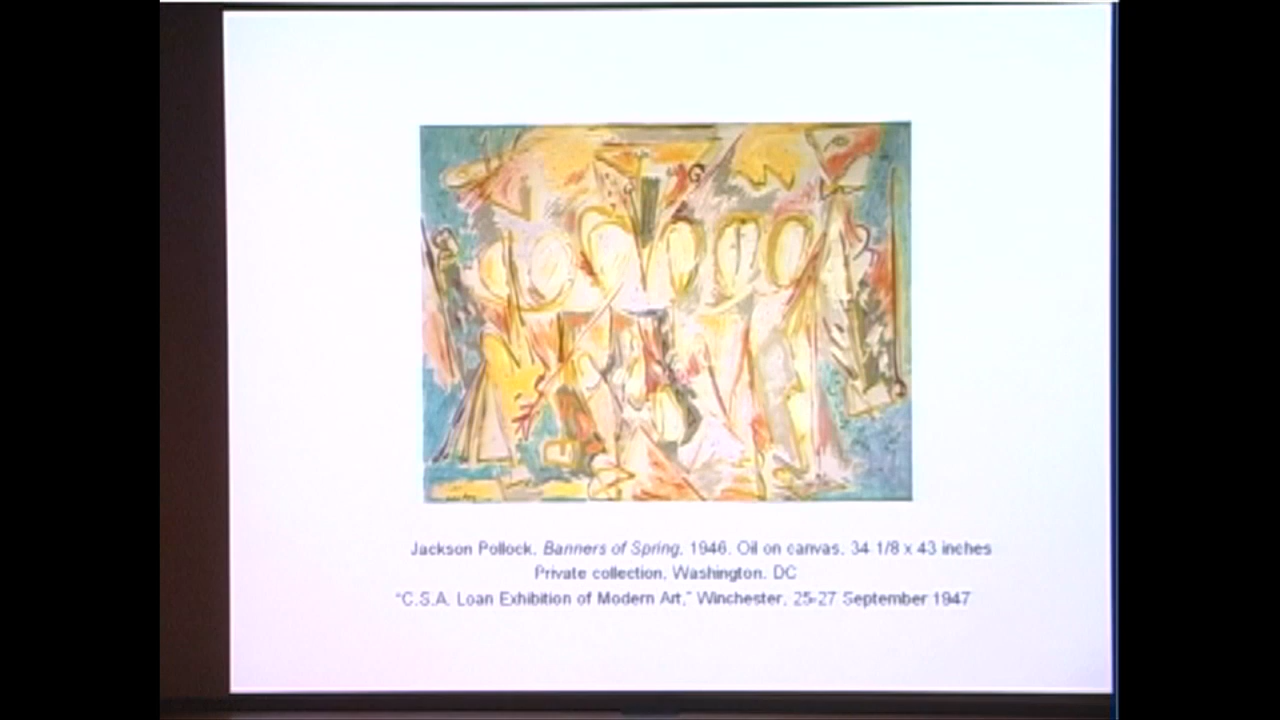 Jackson Pollock, Banners of Spring, 1946, Oil on canvas, 34 1/8 x 43 inches
Private collection, Washington, DC
"C.S.A. Loan Exhibition of Modern Art," Winchester, 25-27 September 1947